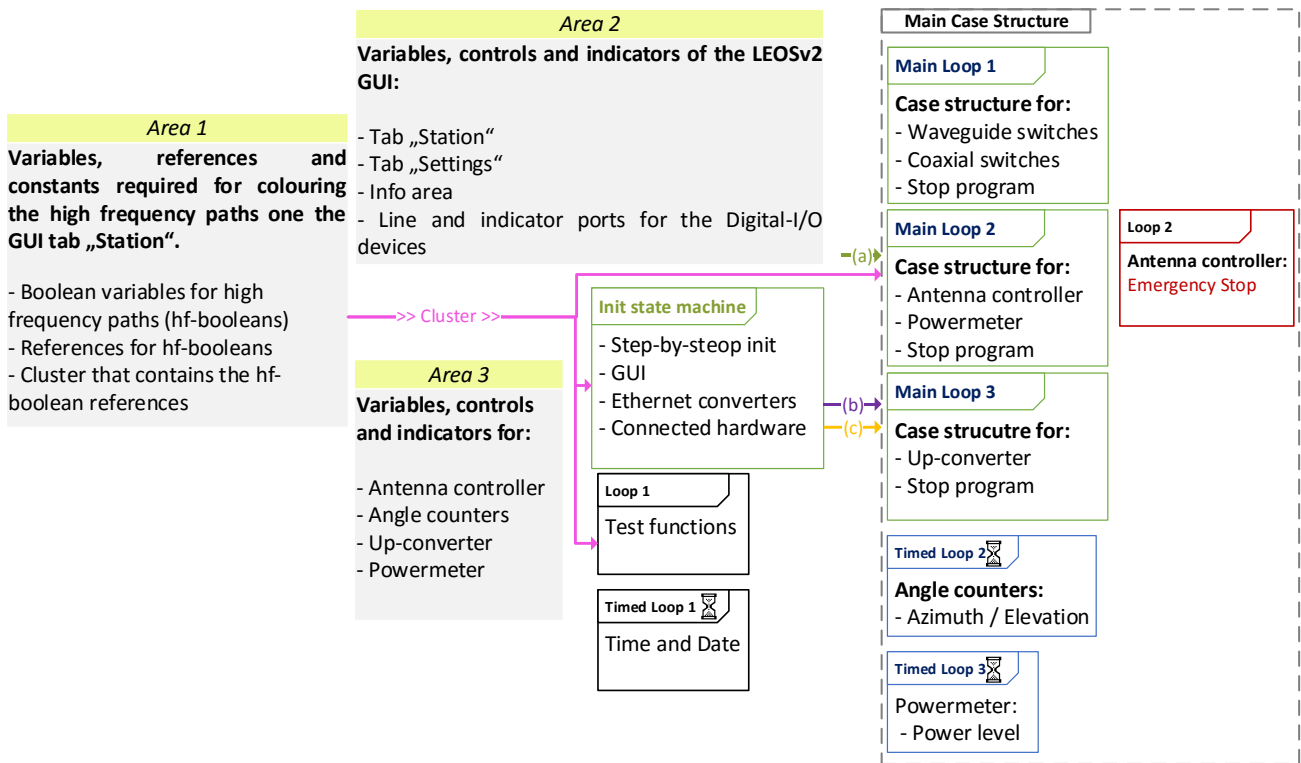 Area 1
Variables, references and
constants required for colouring
the high frequency paths one the
GUI tab „Station“.
- Boolean variables for high
frequency paths (hf-booleans)
- References for hf-booleans
- Cluster that contains the hf-
boolean references
Area 2
Variables, controls and indicators of the LEOSv2
GUI:
- Tab „Station“
- Tab „Settings“
- Info area
- Line and indicator ports for the Digital-I/O
devices
>> Cluster >>
Area 3
Variables, controls
and indicators for:
- Antenna controller
- Angle counters
- Up-converter
- Powermeter
Init state machine
- Step-by-steop init
- GUI
- Ethernet converters
- Connected hardware
Loop 1
Test functions
Timed Loop 1
Time and Date
(a)
(b)
(c)
Main Case Structure
Main Loop 1
Case structure for:
- Waveguide switches
- Coaxial switches
- Stop program
Main Loop 2
Case structure for:
- Antenna controller
- Powermeter
- Stop program
Loop 2
Antenna controller:
Emergency Stop
Main Loop 3
Case strucutre for:
- Up-converter
- Stop program
Timed Loop 2
Angle counters:
- Azimuth / Elevation
Timed Loop 3
Powermeter:
- Power level